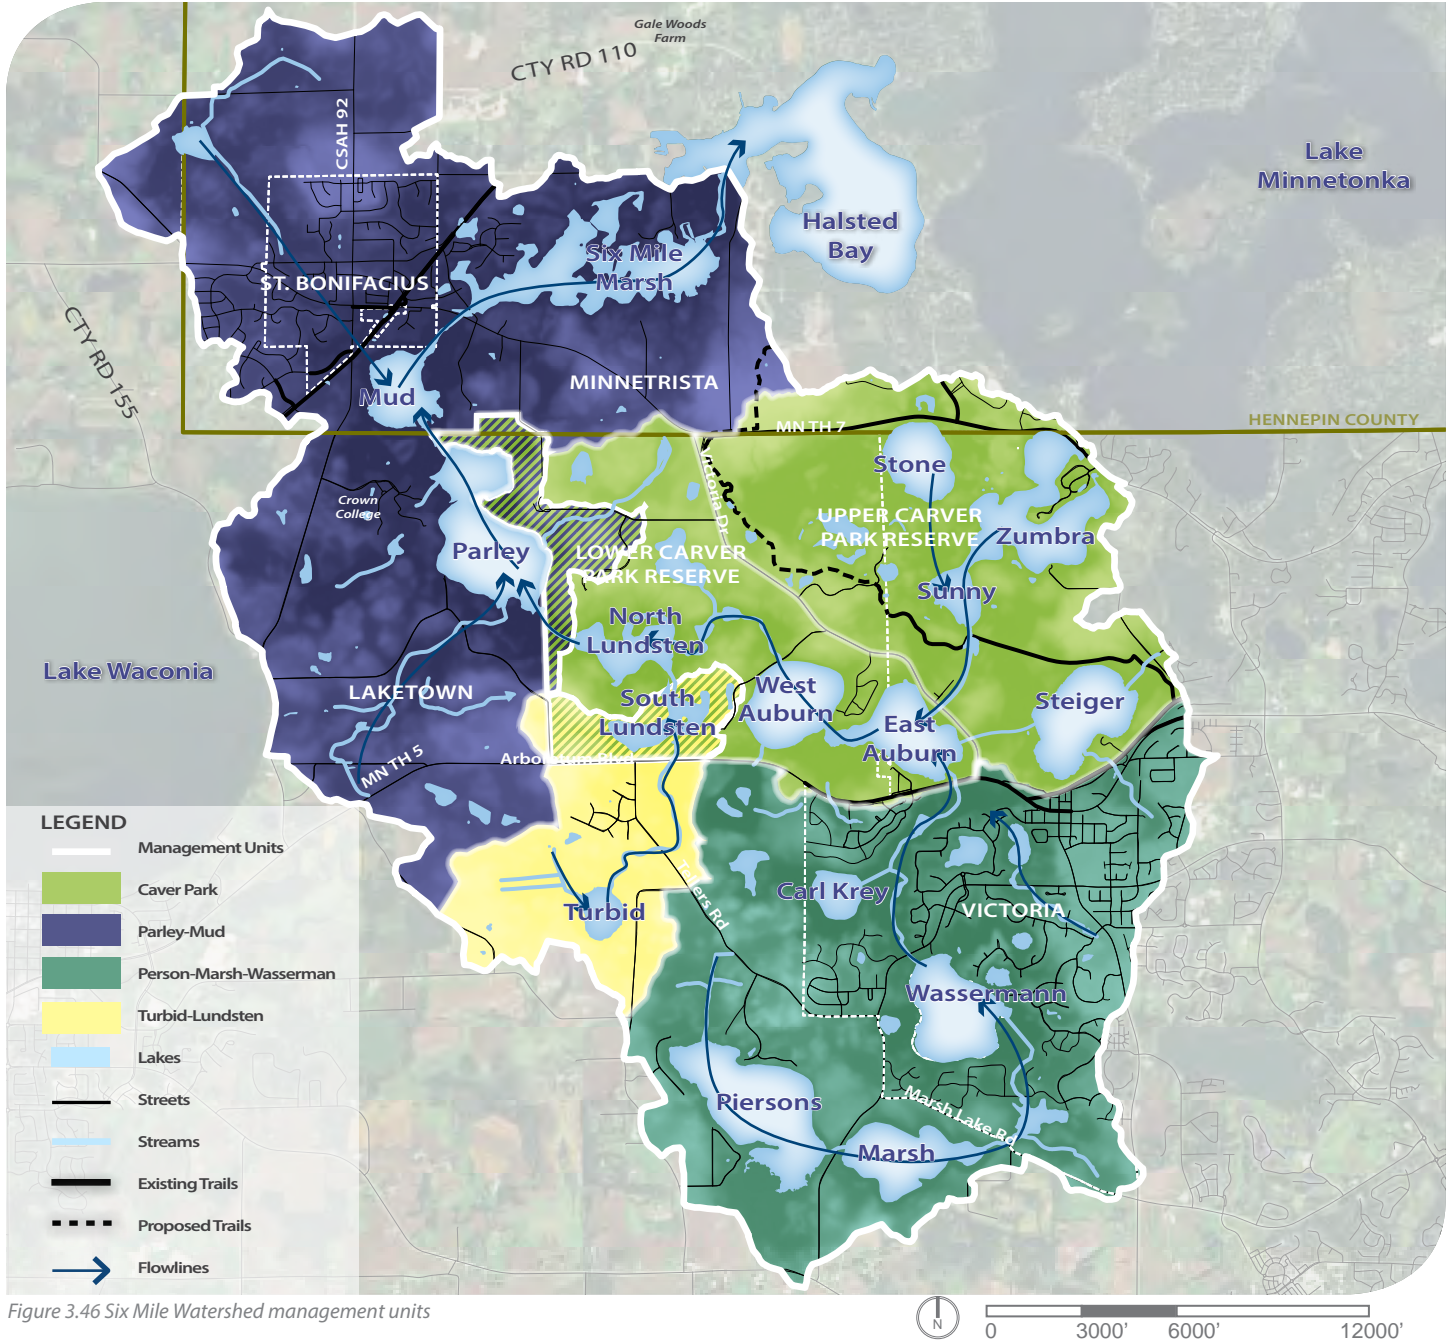 Gale Woods
Farm
CTY RD 110
CSAH 92
Lake
Minnetonka
Halsted
Bay
Six Mile
Marsh
ST. BONIFACIUS
CTY RD 155
Mud
MINNETRISTA
MN TH 7
HENNEPIN COUNTY
Stone
Victoria Dr
Crown
College
UPPER CARVER
PARK RESERVE
Zumbra
Parley
LOWER CARVER
PARK RESERVE
Sunny
North
Lundsten
Lake Waconia
LAKETOWN
South
Lundsten
West
Auburn
Steiger
East
Auburn
MN TH 5
Arboretum Blvd
LEGEND
Management Units
Caver Park
Parley-Mud
Person-Marsh-Wasserman
Turbid-Lundsten
Lakes
Streets
Streams
Existing Trails
Proposed Trails
Flowlines
Carl Krey
VICTORIA
Turbid
Wassermann
Piersons
Marsh Lake Rd
Marsh
Figure 3.46 Six Mile Watershed management units
N
0 3000' 6000' 12000'